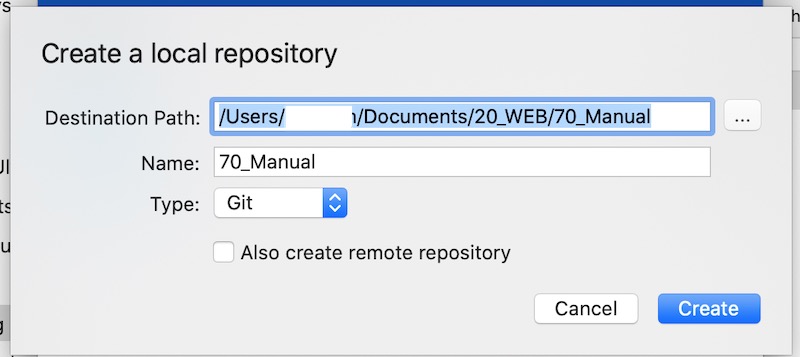 Create a local repository
Destination Path: /Users/ /Documents/20_WEB/70_Manual ...
Name: 70_Manual
Type: Git
Also create remote repository
Cancel Create